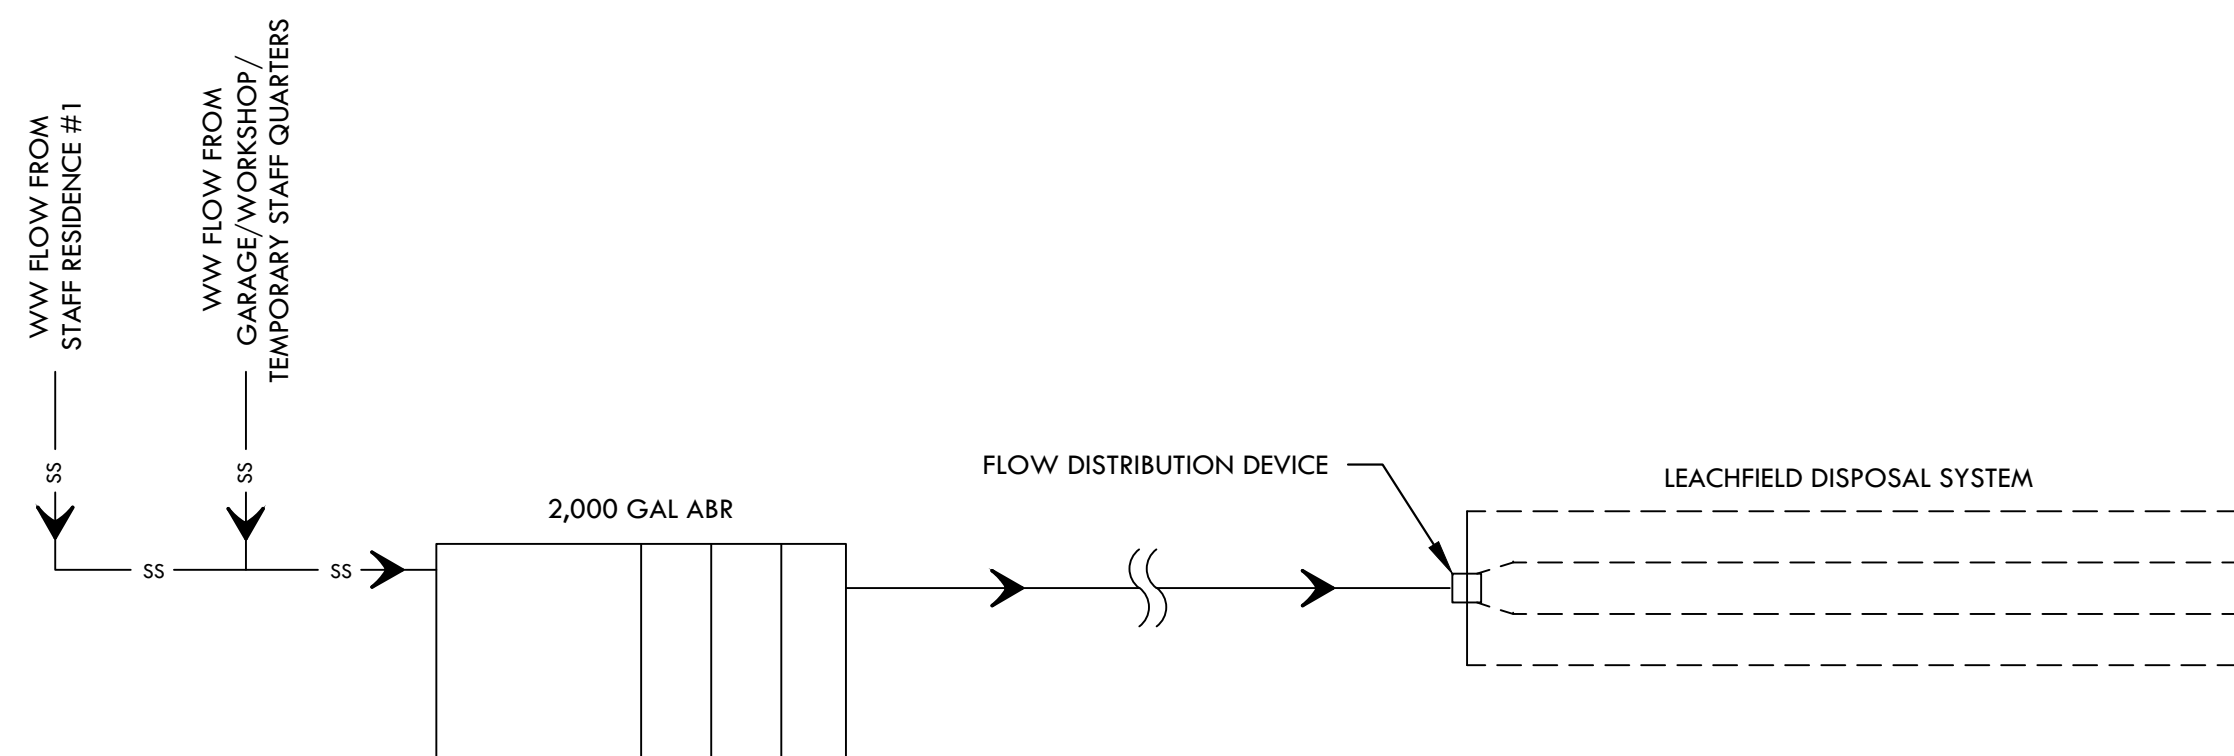 WW FLOW FROM
STAFF RESIDENCE #1
WW FLOW FROM
GARAGE/WORKSHOP/
TEMPORARY STAFF QUARTERS
SS
SS
SS
SS
2,000 GAL ABR
FLOW DISTRIBUTION DEVICE
LEACHFIELD DISPOSAL SYSTEM